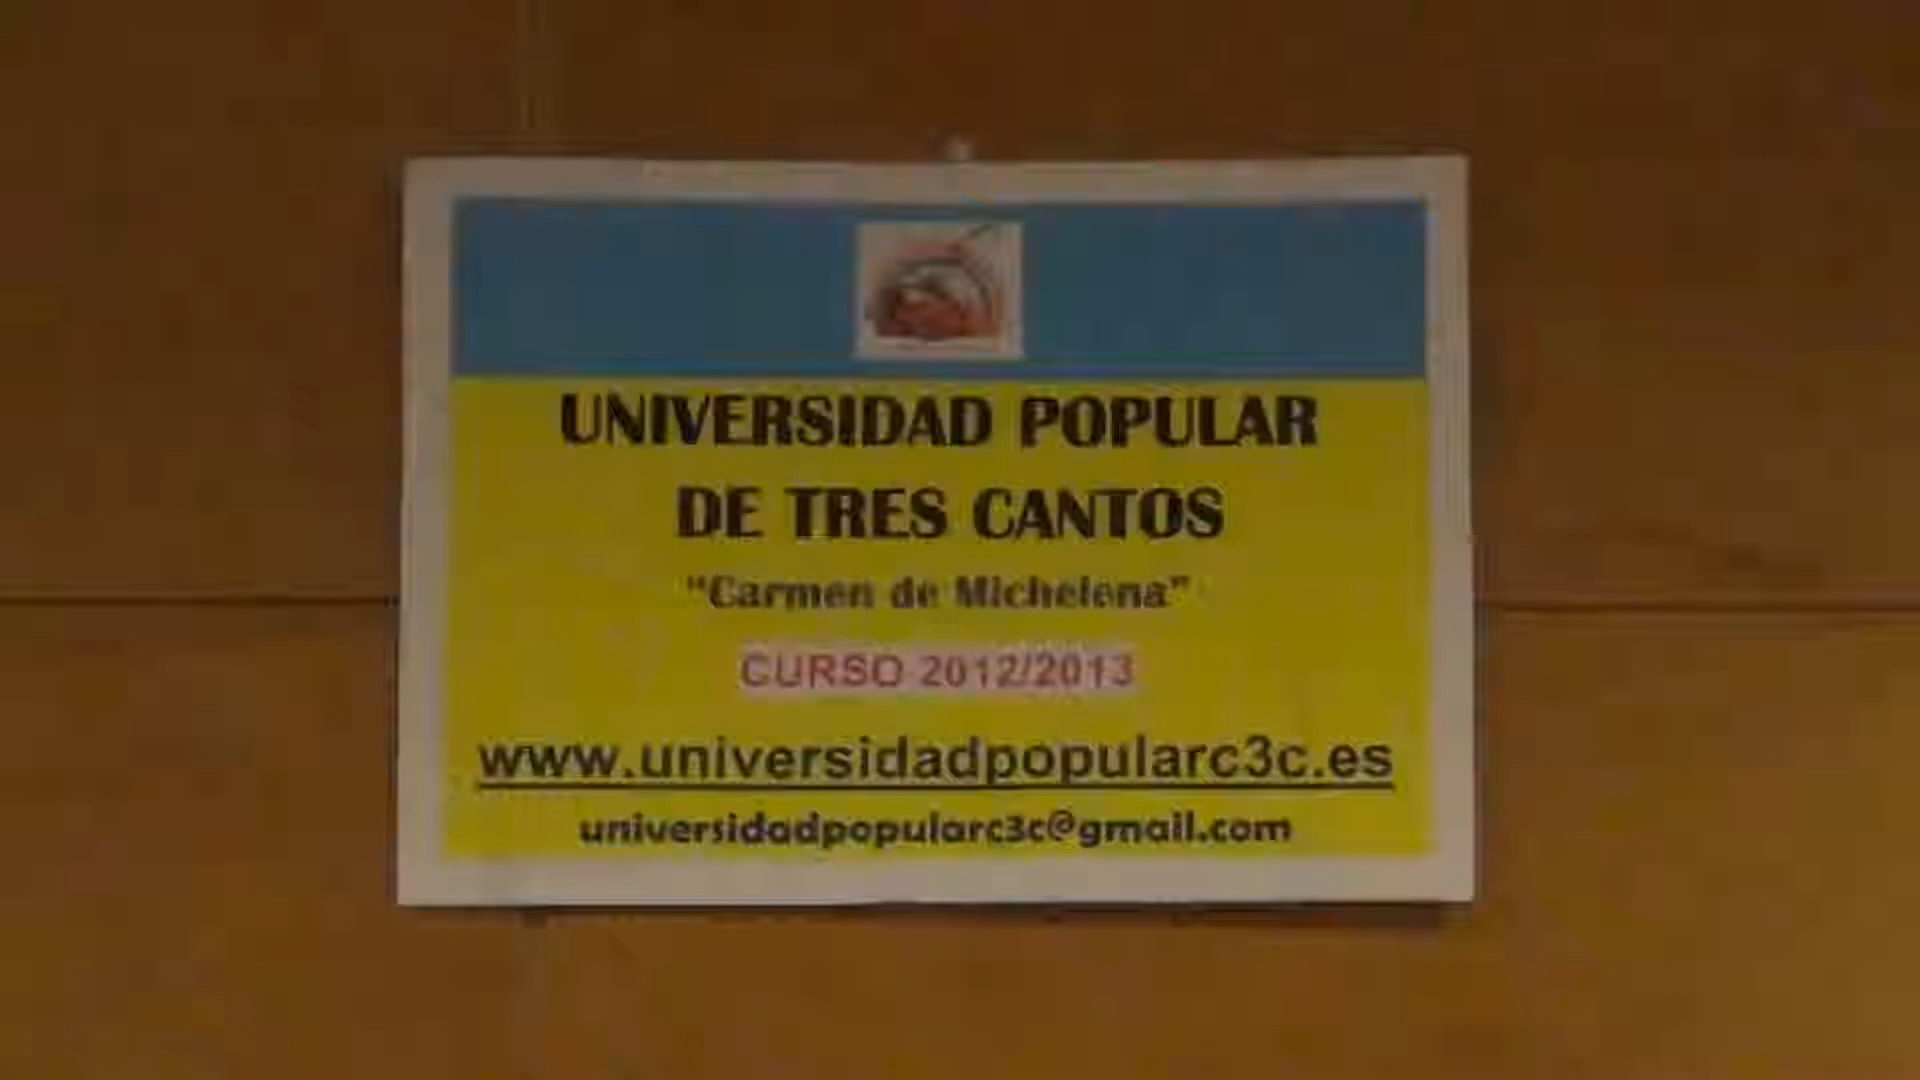 UNIVERSIDAD POPULAR
DE TRES CANTOS
"Carmen de Michelena"
CURSO 2012/2013
www.universidadpopularc3c.es
universidadpopularc3c@gmail.com